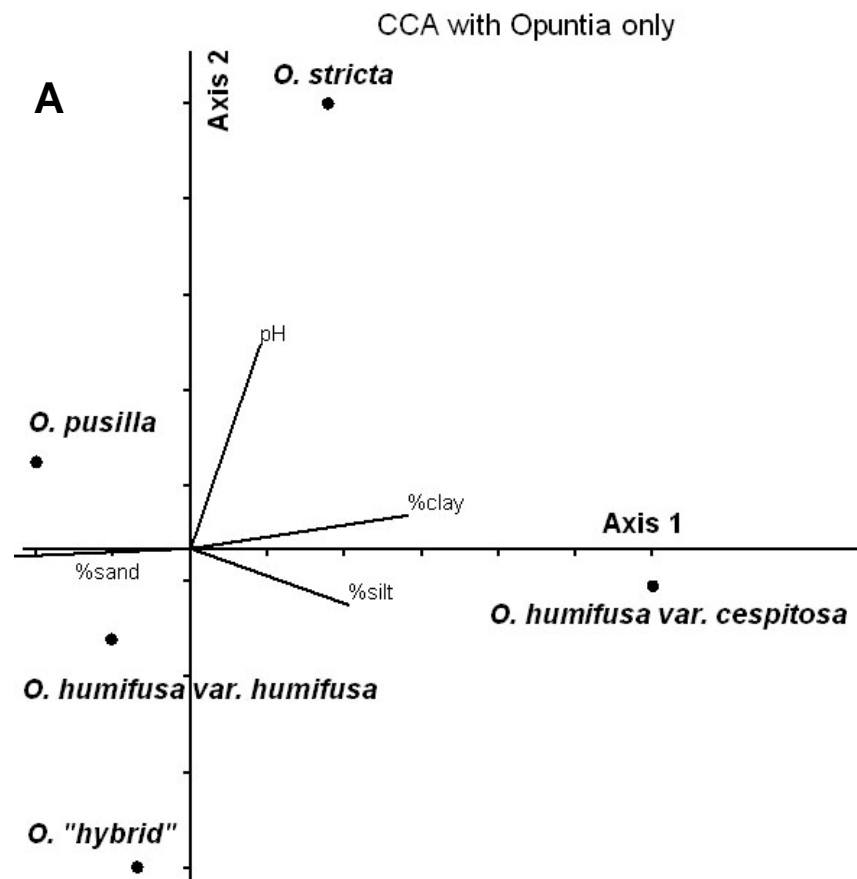 CCA with Opuntia only
A
Axis 2
O. stricta
pH
O. pusilla
%clay
Axis 1
%sand
%silt
O. humifusa var. cespitosa
O. humifusa var. humifusa
O. "hybrid"